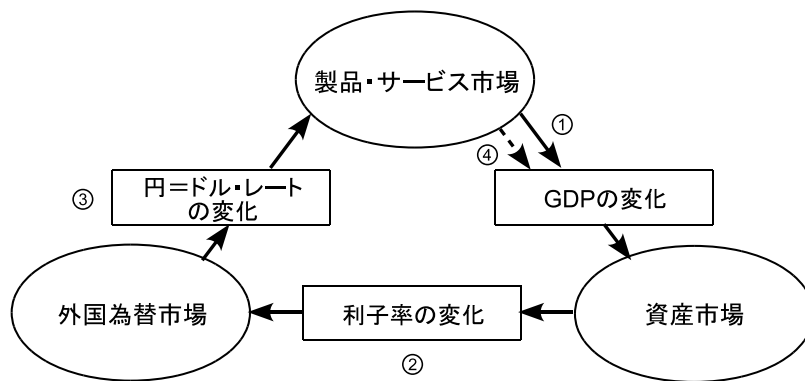 製品・サービス市場
①
④
③
円=ドル・レート
の変化
GDPの変化
外国為替市場
利子率の変化
資産市場
②